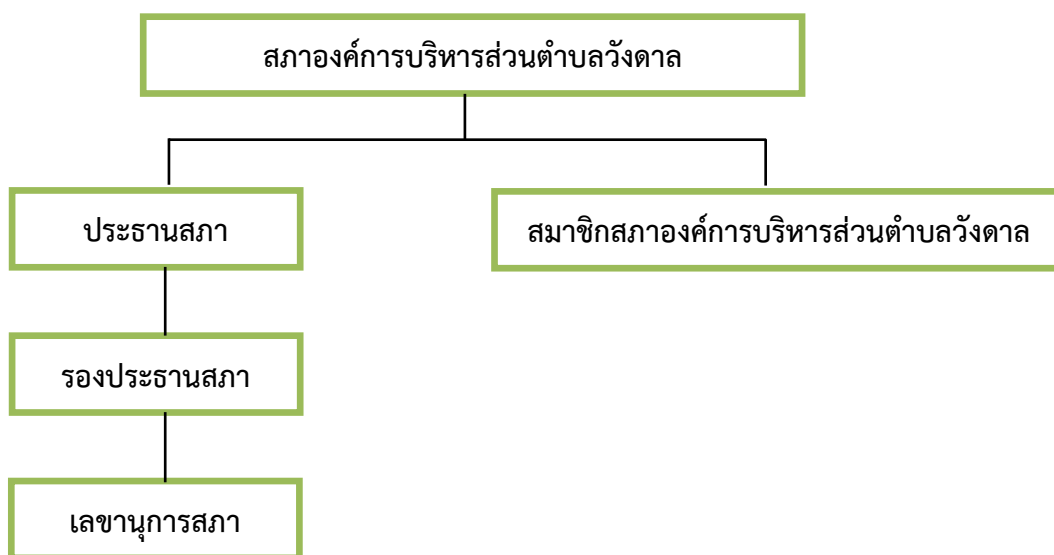 สภาองค์การบริหารส่วนตำบลวังดาล
ประธานสภา
สมาชิกสภาองค์การบริหารส่วนตำบลวังดาล
รองประธานสภา
เลขานุการสภา